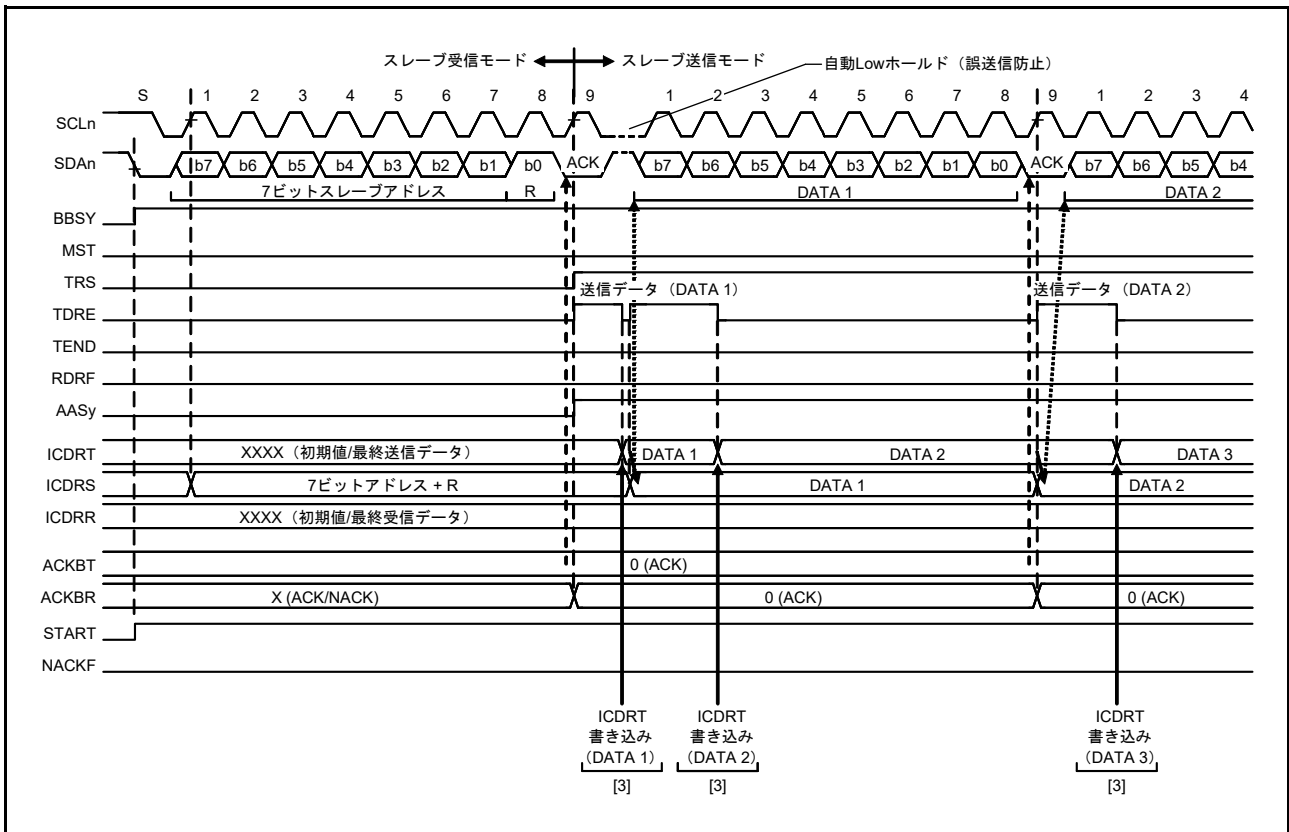 スレーブ受信モード スレーブ送信モード 自動Lowホールド（誤送信防止）
S 1 2 3 4 5 6 7 8 9 1 2 3 4 5 6 7 8 9 1 2 3 4
SCLn
SDAn b7 b6 b5 b4 b3 b2 b1 b0 ACK b7 b6 b5 b4 b3 b2 b1 b0 ACK b7 b6 b5 b4
7ビットスレーブアドレス R DATA 1 DATA 2
BBSY
MST
TRS
送信データ（DATA 1） 送信データ（DATA 2）
TDRE
TEND
RDRF
AASy
ICDRT XXXX（初期値/最終送信データ） DATA 1 DATA 2 DATA 3
ICDRS 7ビットアドレス + R DATA 1 DATA 2
ICDRR XXXX（初期値/最終受信データ）
ACKBT 0 (ACK)
ACKBR X (ACK/NACK) 0 (ACK) 0 (ACK)
START
NACKF
ICDRT ICDRT ICDRT
書き込み 書き込み 書き込み
（DATA 1） （DATA 2） （DATA 3）
[3] [3] [3]